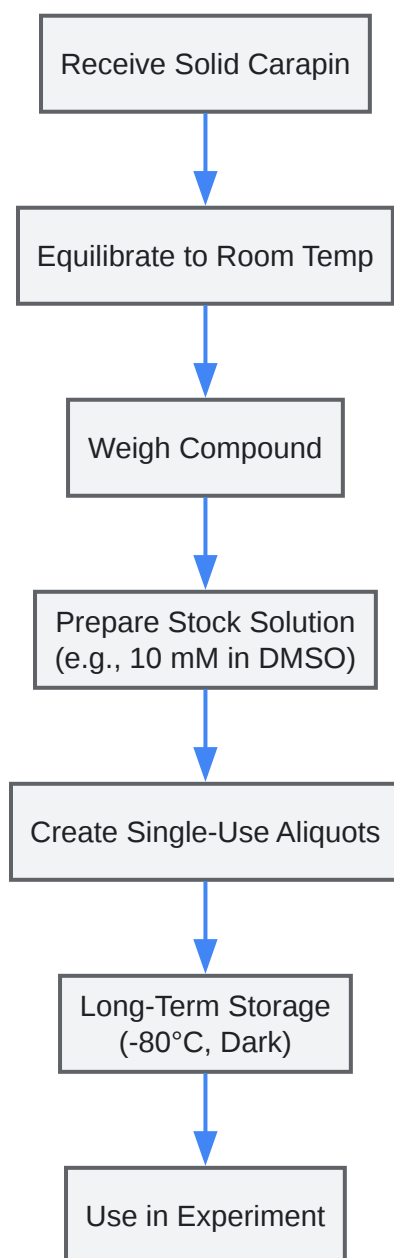 Receive Solid Carapin
Equilibrate to Room Temp
Weigh Compound
Prepare Stock Solution
(e.g., 10 mM in DMSO)
Create Single-Use Aliquots
Long-Term Storage
(-80°C, Dark)
Use in Experiment